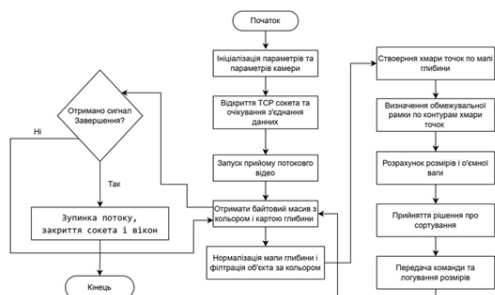 Початок
Ініціалізація параметрів та
параметрів камери
Відкриття TCP сокета та
очікування з'єднання
данних
Запуск прийому потокового
відео
Отримати байтовий масив з
кольором і картою глибини
Нормалізація мапи глибини і
фільтрація об'єкта за кольором
Отримано сигнал
Завершення?
Ні
Так
Зупинка потоку,
закриття сокета і вікон
Кінець
Створення хмари точок по мапі
глибини
Визначення обмежувальної
рамки по контурам хмари
точок
Розрахунок розмірів і о'ємної
ваги
Прийняття рішення про
сортування
Передача команди та
логування розмірів